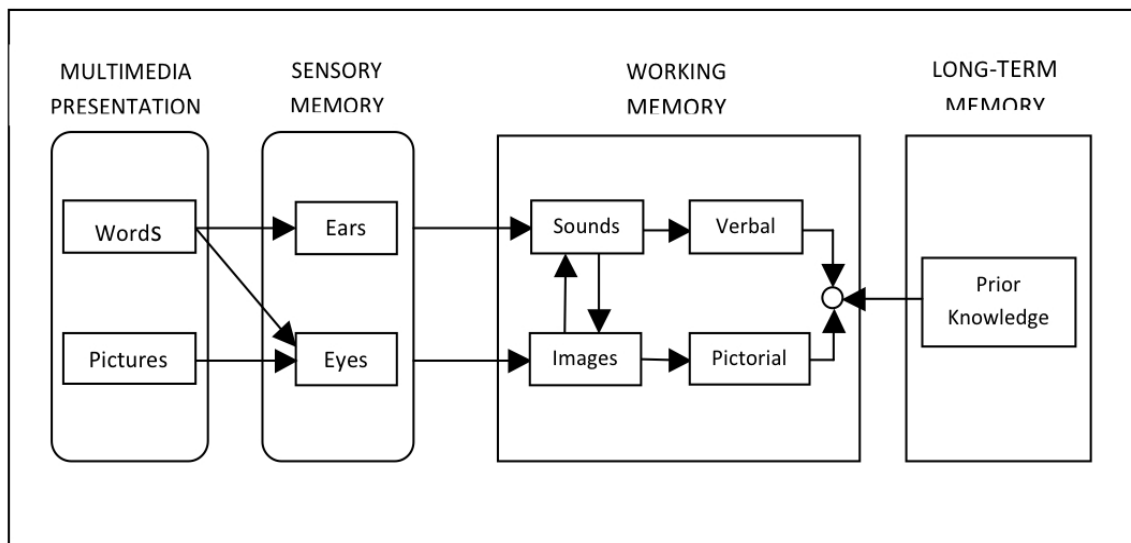 MULTIMEDIA
PRESENTATION
SENSORY
MEMORY
WORKING
MEMORY
LONG-TERM
MEMORY
Words
Ears
Sounds
Verbal
Prior
Knowledge
Pictures
Eyes
Images
Pictorial